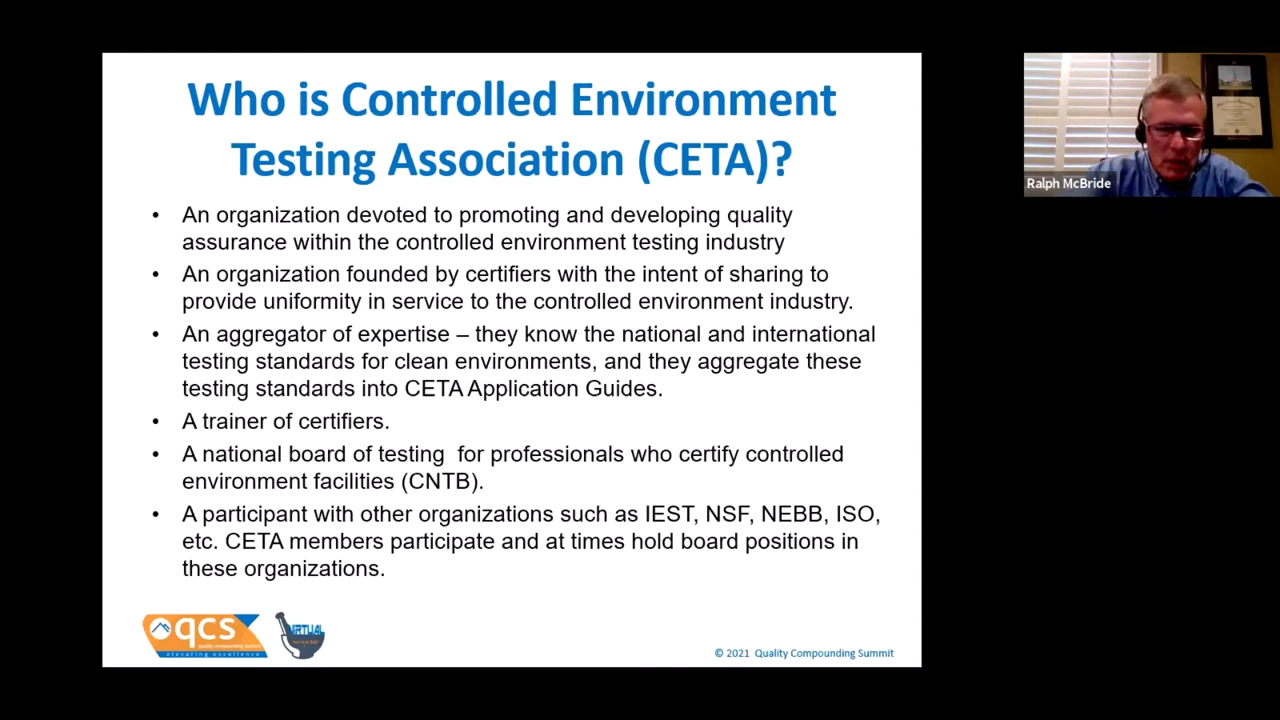 Who is Controlled Environment
Testing Association (CETA)?
• An organization devoted to promoting and developing quality
assurance within the controlled environment testing industry
• An organization founded by certifiers with the intent of sharing to
provide uniformity in service to the controlled environment industry.
• An aggregator of expertise – they know the national and international
testing standards for clean environments, and they aggregate these
testing standards into CETA Application Guides.
• A trainer of certifiers.
• A national board of testing  for professionals who certify controlled
environment facilities (CNTB).
• A participant with other organizations such as IEST, NSF, NEBB, ISO,
etc. CETA members participate and at times hold board positions in
these organizations.
qcs
quality compounding summit
elevating excellence
VIRTUAL
© 2021  Quality Compounding Summit
Ralph McBride